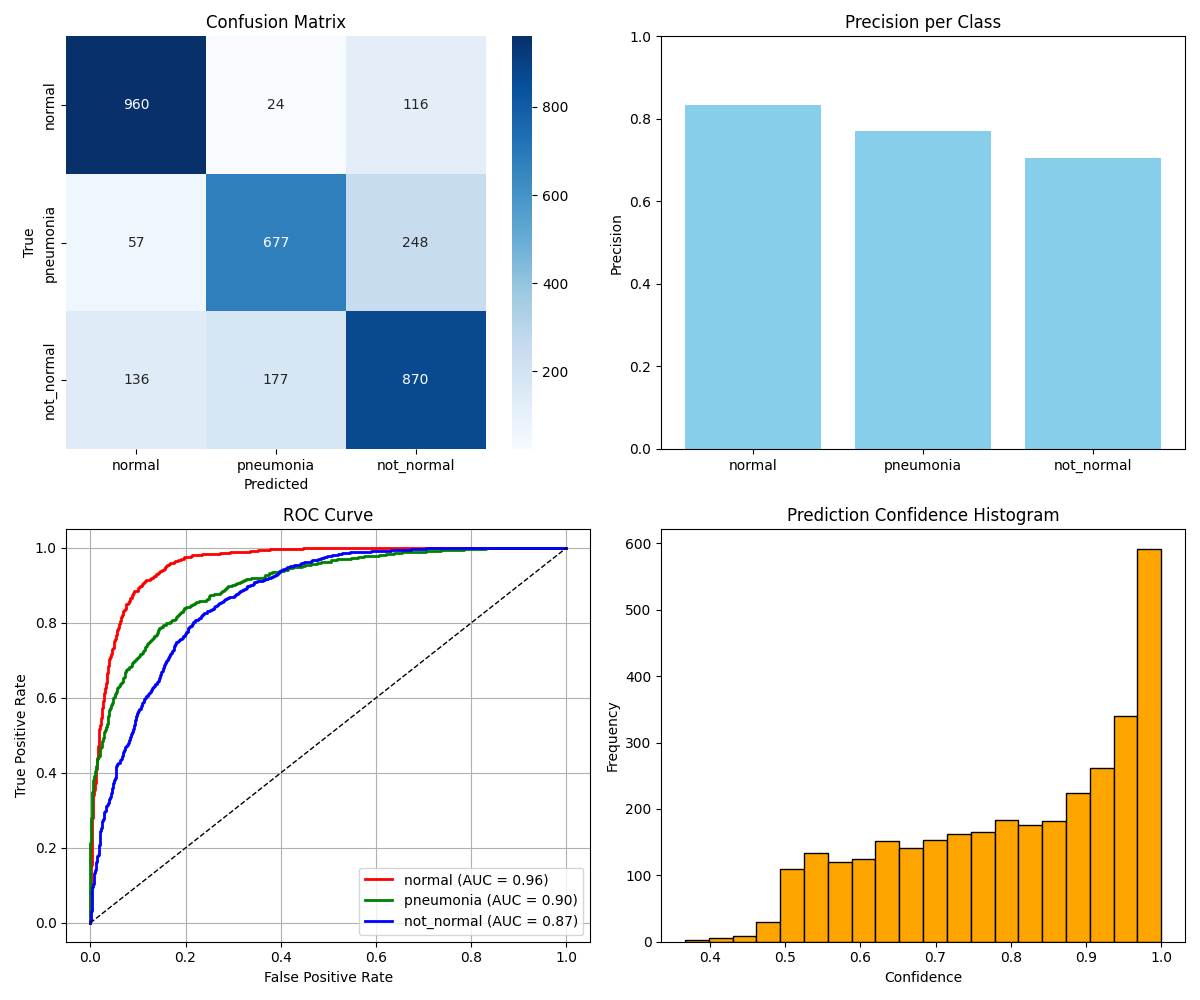 Confusion Matrix
True
normal
pneumonia
not_normal
960 24 116
57 677 248
136 177 870
normal pneumonia not_normal
Predicted
800
600
400
200
Precision per Class
Precision
1.0
0.8
0.6
0.4
0.2
0.0
normal pneumonia not_normal
ROC Curve
True Positive Rate
1.0
0.8
0.6
0.4
0.2
0.0
normal (AUC = 0.96)
pneumonia (AUC = 0.90)
not_normal (AUC = 0.87)
0.0 0.2 0.4 0.6 0.8 1.0
False Positive Rate
Prediction Confidence Histogram
Frequency
600
500
400
300
200
100
0
0.4 0.5 0.6 0.7 0.8 0.9 1.0
Confidence